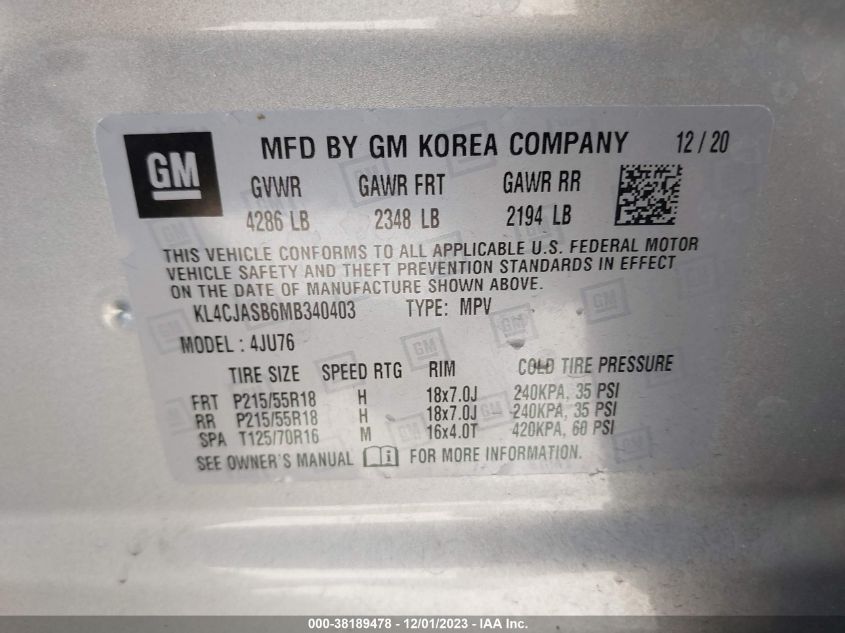 GM
MFD BY GM KOREA COMPANY 12 / 20
GVWR GAWR FRT GAWR RR
4286 LB 2348 LB 2194 LB
THIS VEHICLE CONFORMS TO ALL APPLICABLE U.S. FEDERAL MOTOR
VEHICLE SAFETY AND THEFT PREVENTION STANDARDS IN EFFECT
ON THE DATE OF MANUFACTURE SHOWN ABOVE.
KL4CJASB6MB340403 TYPE: MPV
MODEL : 4JU76
TIRE SIZE SPEED RTG RIM COLD TIRE PRESSURE
FRT P215/55R18 H 18x7.0J 240KPA, 35 PSI
RR P215/55R18 H 18x7.0J 240KPA, 35 PSI
SPA T125/70R16 M 16x4.0T 420KPA, 60 PSI
SEE OWNER'S MANUAL FOR MORE INFORMATION.
000-38189478 - 12/01/2023 - IAA Inc.